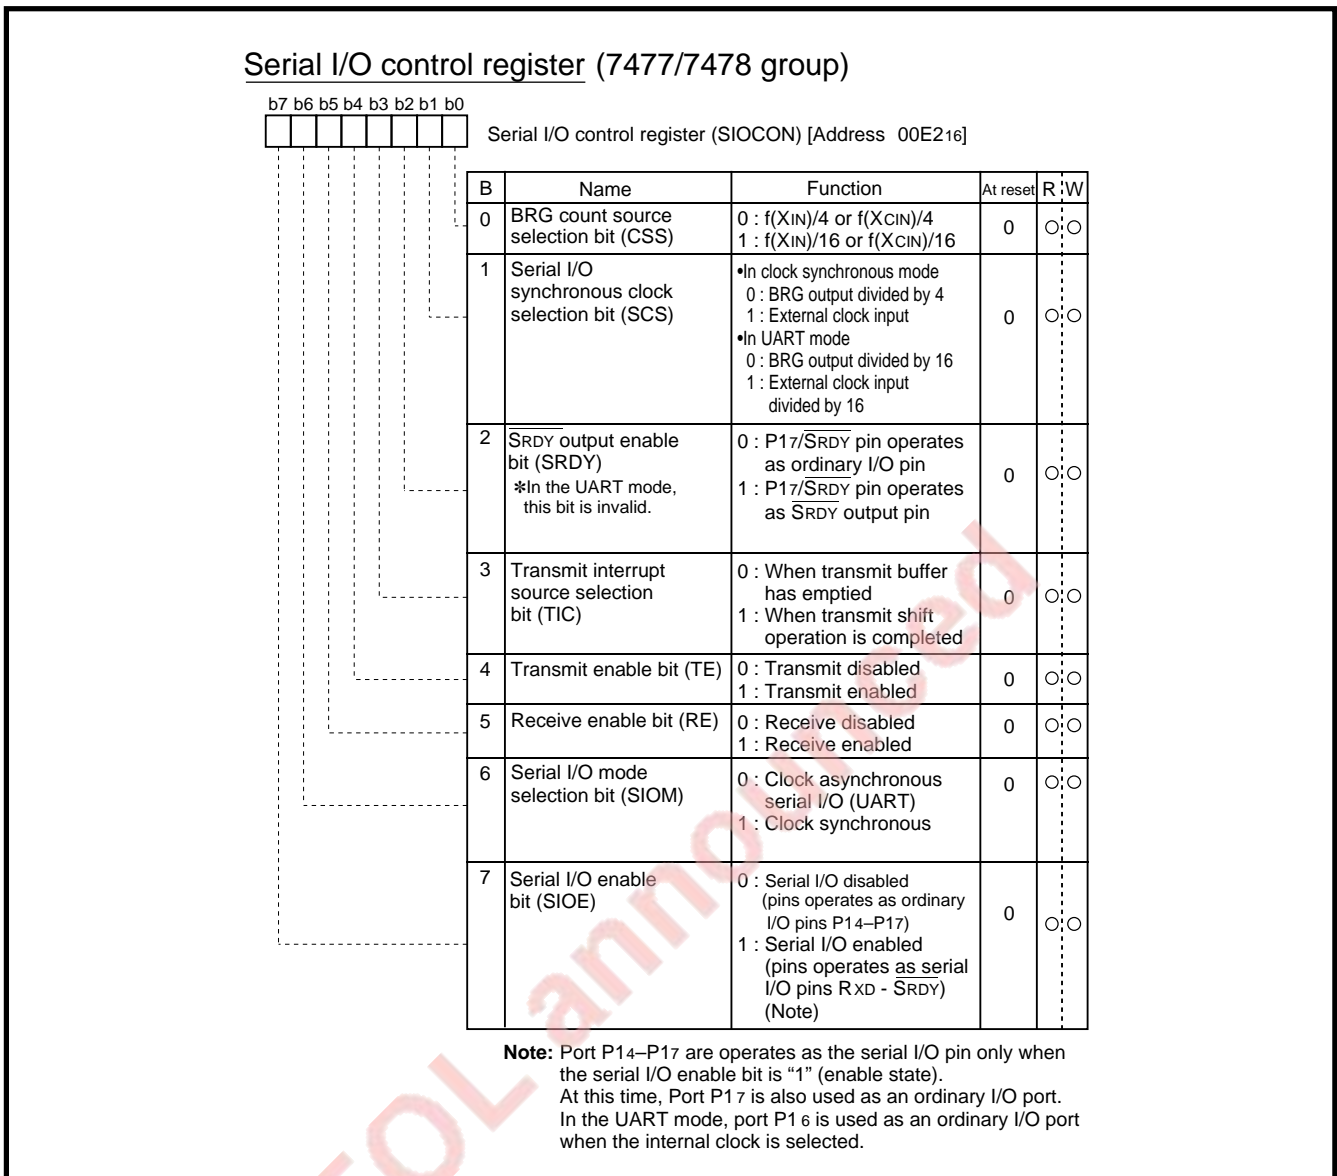 Serial I/O control register (7477/7478 group)
b7 b6 b5 b4 b3 b2 b1 b0
Serial I/O control register (SIOCON) [Address 00E216]
B Name Function At reset R W
0 BRG count source selection bit (CSS)
0 : f(XIN)/4 or f(XCIN)/4
1 : f(XIN)/16 or f(XCIN)/16
0 ○ ○
1 Serial I/O
synchronous clock
selection bit (SCS)
•In clock synchronous mode
0 : BRG output divided by 4
1 : External clock input
•In UART mode
0 : BRG output divided by 16
1 : External clock input
divided by 16
0 ○ ○
2 SRDY output enable
bit (SRDY)
✽In the UART mode,
this bit is invalid.
0 : P17/SRDY pin operates
as ordinary I/O pin
1 : P17/SRDY pin operates
as SRDY output pin
0 ○ ○
3 Transmit interrupt
source selection
bit (TIC)
0 : When transmit buffer
has emptied
1 : When transmit shift
operation is completed
0 ○ ○
4 Transmit enable bit (TE)
0 : Transmit disabled
1 : Transmit enabled
0 ○ ○
5 Receive enable bit (RE)
0 : Receive disabled
1 : Receive enabled
0 ○ ○
6 Serial I/O mode
selection bit (SIOM)
0 : Clock asynchronous
serial I/O (UART)
1 : Clock synchronous
0 ○ ○
7 Serial I/O enable
bit (SIOE)
0 : Serial I/O disabled
(pins operates as ordinary
I/O pins P14–P17)
1 : Serial I/O enabled
(pins operates as serial
I/O pins RXD - SRDY)
(Note)
0 ○ ○
Note: Port P14–P17 are operates as the serial I/O pin only when
the serial I/O enable bit is “1” (enable state).
At this time, Port P17 is also used as an ordinary I/O port.
In the UART mode, port P16 is used as an ordinary I/O port
when the internal clock is selected.
EOL announced